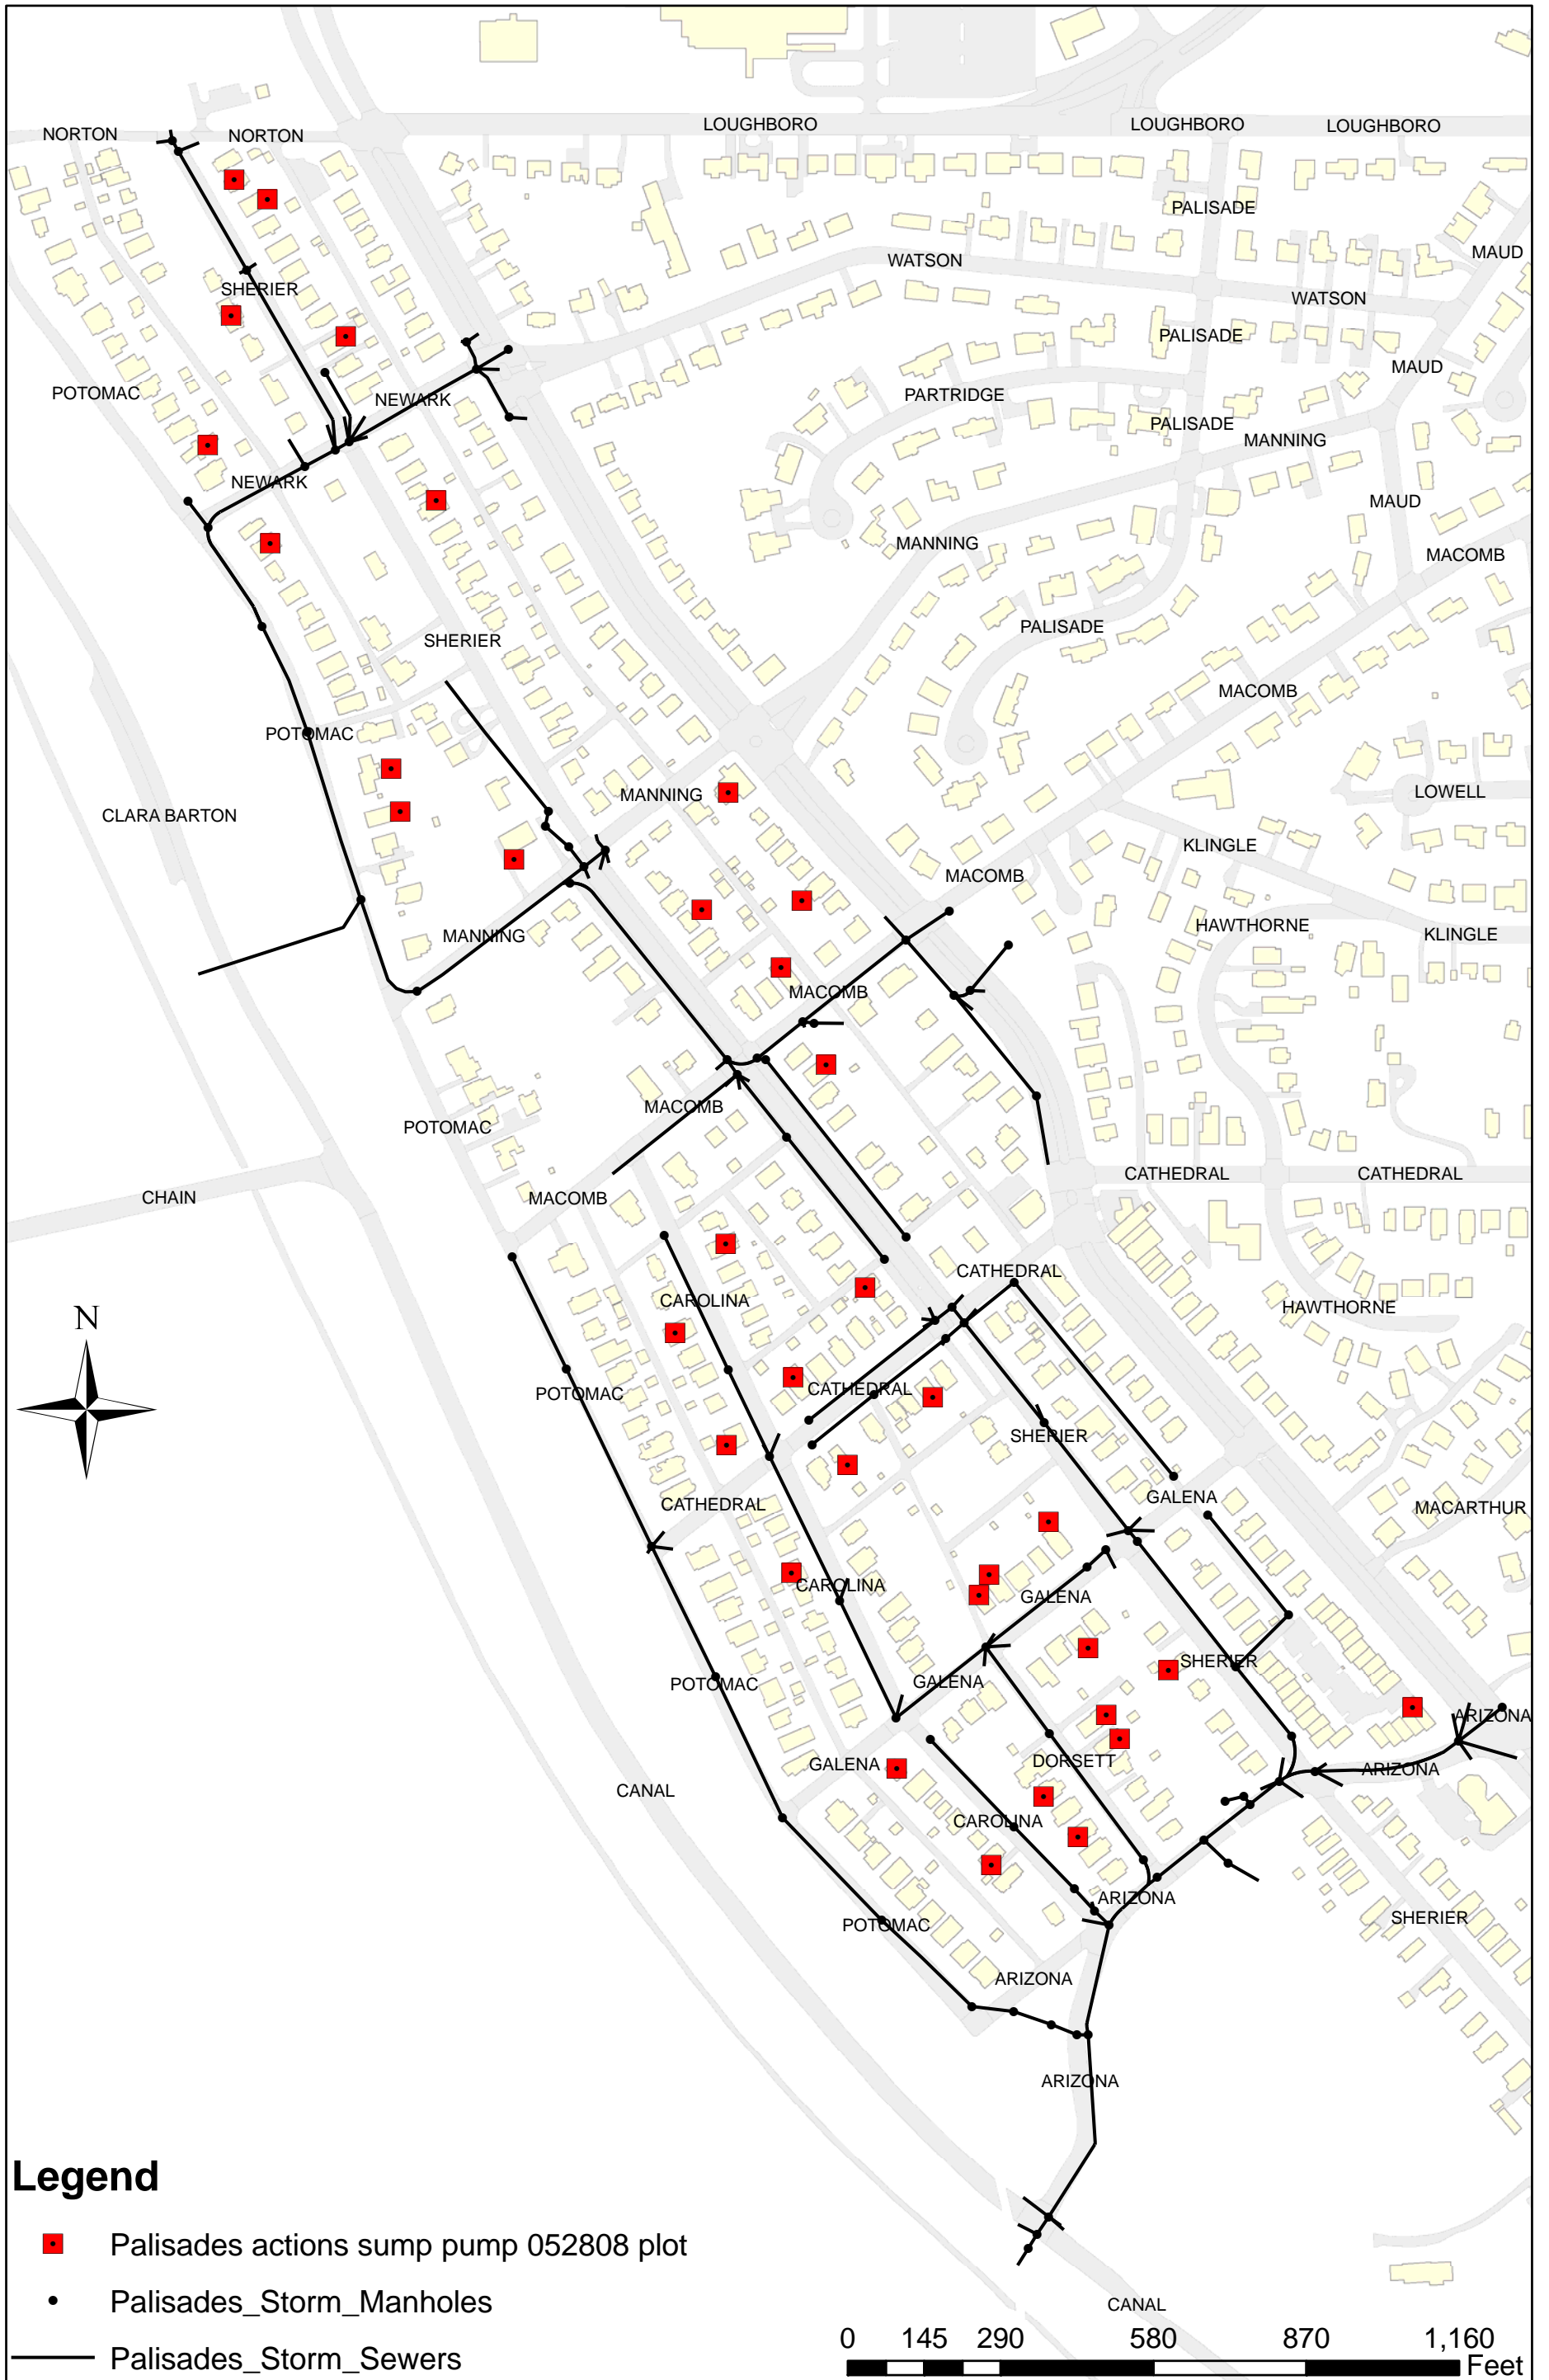 LOUGHBORO
LOUGHBORO
LOUGHBORO
NORTON
NORTON
PALISADE
MAUD
WATSON
SHERIER
WATSON
PALISADE
MAUD
POTOMAC
PARTRIDGE
NEWARK
PALISADE
MANNING
NEWARK
MAUD
MANNING
MACOMB
PALISADE
SHERIER
MACOMB
POTOMAC
LOWELL
MANNING
CLARA BARTON
KLINGLE
MACOMB
HAWTHORNE
KLINGLE
MANNING
MACOMB
MACOMB
POTOMAC
CATHEDRAL
CATHEDRAL
CHAIN
MACOMB
CATHEDRAL
CAROLINA
HAWTHORNE
N
CATHEDRAL
POTOMAC
SHERIER
GALENA
CATHEDRAL
MACARTHUR
CAROLINA
GALENA
SHERIER
GALENA
POTOMAC
ARIZONA
DORSETT
GALENA
ARIZONA
CANAL
CAROLINA
ARIZONA
SHERIER
POTOMAC
ARIZONA
ARIZONA
CANAL
Legend
Palisades actions sump pump 052808 plot
Palisades_Storm_Manholes
Palisades_Storm_Sewers
0 145 290 580 870 1,160
Feet